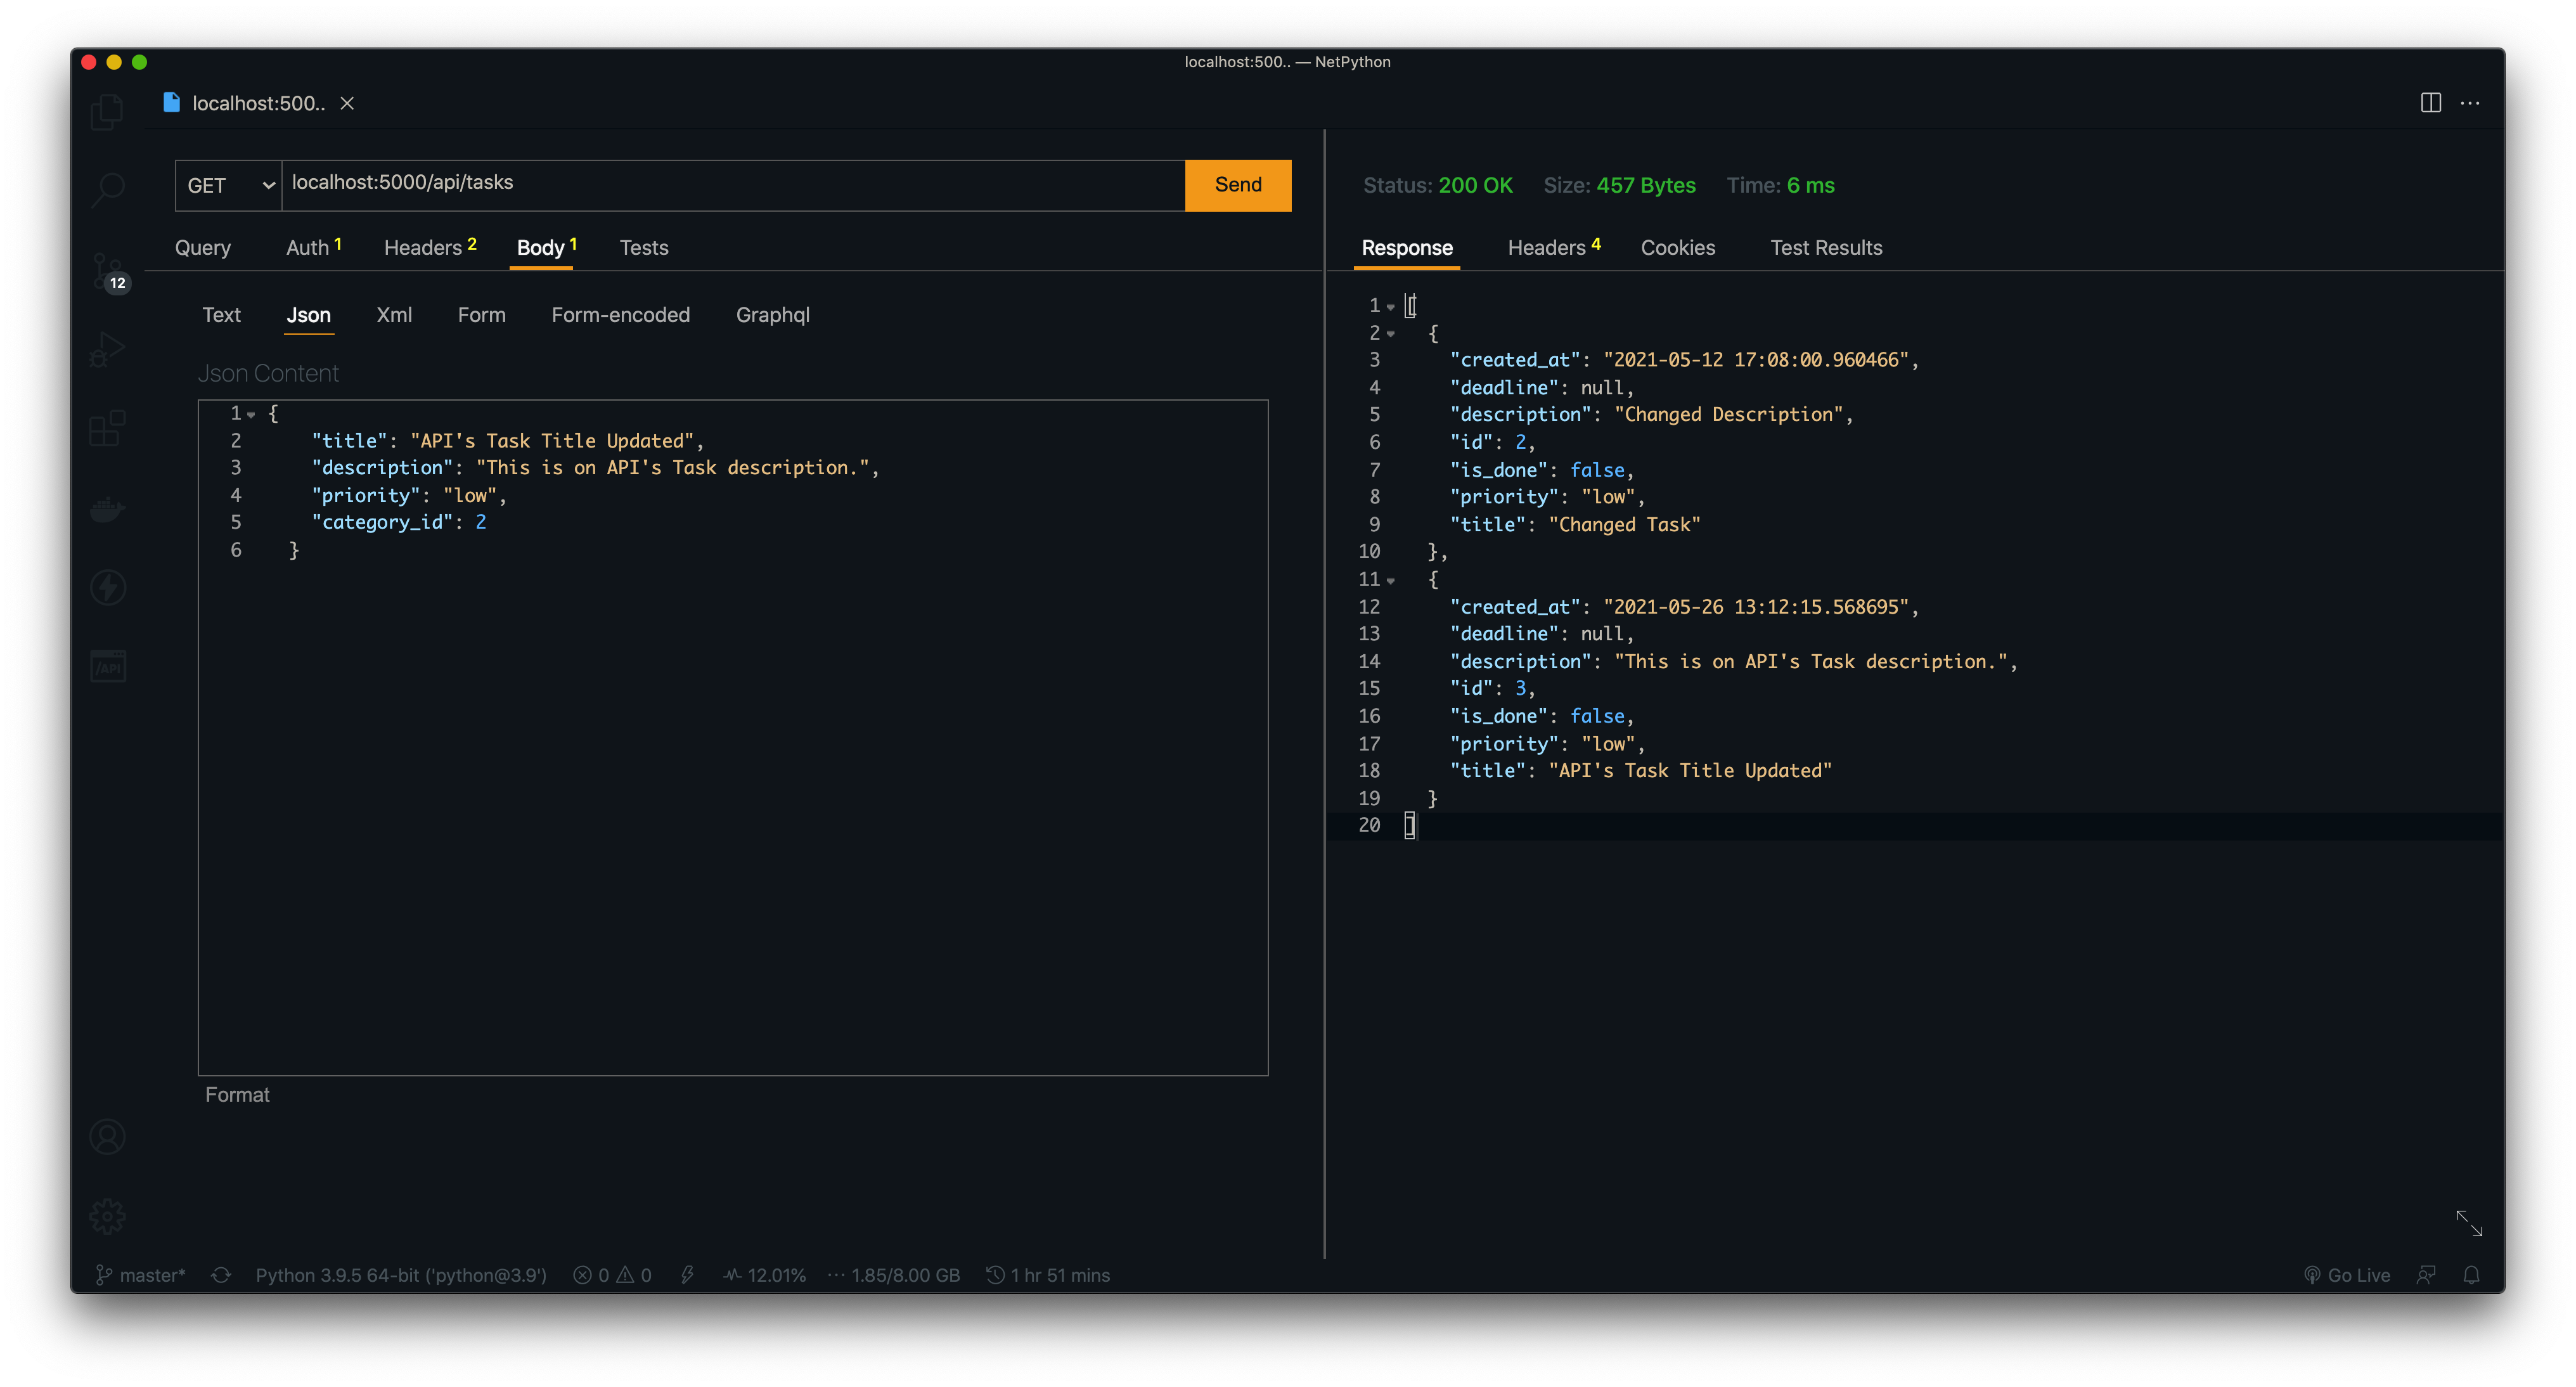 localhost:500.. — NetPython
localhost:500..
GET localhost:5000/api/tasks Send
Query Auth 1 Headers 2 Body 1 Tests
12
Text Json Xml Form Form-encoded Graphql
Json Content
1 {
2 "title": "API's Task Title Updated",
3 "description": "This is on API's Task description.",
4 "priority": "low",
5 "category_id": 2
6 }
/API
Format
Status: 200 OK Size: 457 Bytes Time: 6 ms
Response Headers 4 Cookies Test Results
1 [
2 {
3 "created_at": "2021-05-12 17:08:00.960466",
4 "deadline": null,
5 "description": "Changed Description",
6 "id": 2,
7 "is_done": false,
8 "priority": "low",
9 "title": "Changed Task"
10 },
11 {
12 "created_at": "2021-05-26 13:12:15.568695",
13 "deadline": null,
14 "description": "This is on API's Task description.",
15 "id": 3,
16 "is_done": false,
17 "priority": "low",
18 "title": "API's Task Title Updated"
19 }
20 ]
master* Python 3.9.5 64-bit ('python@3.9') 0 0 12.01% ··· 1.85/8.00 GB 1 hr 51 mins Go Live